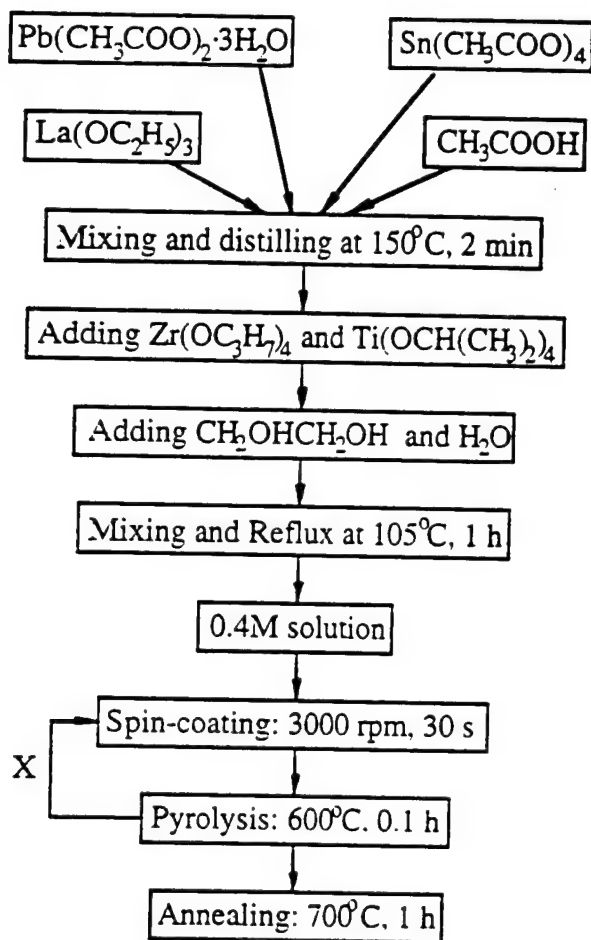 Pb(CH₃COO)₂·3H₂O
Sn(CH₃COO)₄
La(OC₂H₅)₃
CH₃COOH
Mixing and distilling at 150°C, 2 min
Adding Zr(OC₃H₇)₄ and Ti(OCH(CH₃)₂)₄
Adding CH₂OHCH₂OH and H₂O
Mixing and Reflux at 105°C, 1 h
0.4M solution
Spin-coating: 3000 rpm, 30 s
X
Pyrolysis: 600°C. 0.1 h
Annealing: 700°C, 1 h